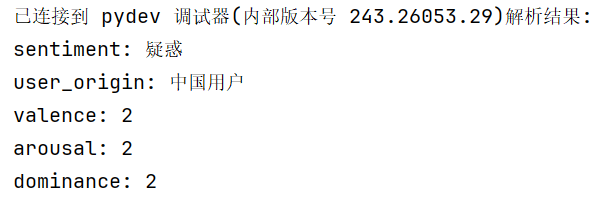 已连接到 pydev 调试器(内部版本号 243.26053.29)解析结果:
sentiment: 疑惑
user_origin: 中国用户
valence: 2
arousal: 2
dominance: 2